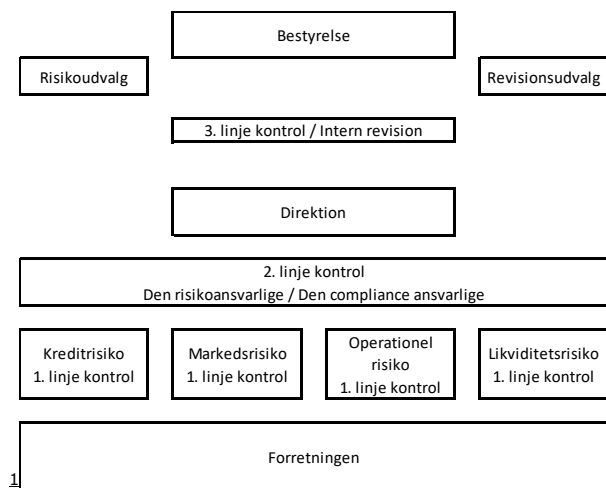 Bestyrelse
Risikoudvalg
Revisionsudvalg
3. linje kontrol / Intern revision
Direktion
2. linje kontrol
Den risikoansvarlige / Den compliance ansvarlige
Kreditrisiko
1. linje kontrol
Markedsrisiko
1. linje kontrol
Operationel
risiko
1. linje kontrol
Likviditetsrisiko
1. linje kontrol
Forretningen
1